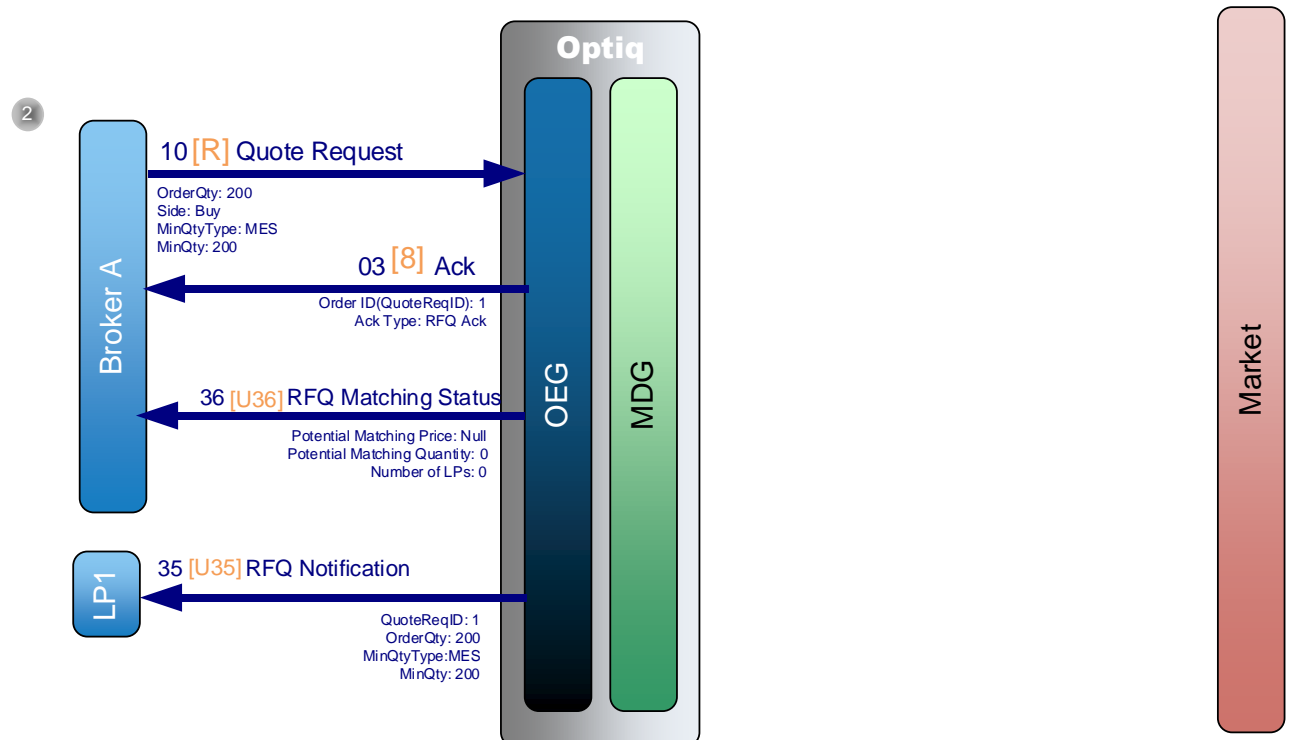 Optiq
2
10 [R] Quote Request
OrderQty: 200
Side: Buy
MinQtyType: MES
MinQty: 200
03 [8] Ack
Order ID(QuoteReqID): 1
Ack Type: RFQ Ack
Broker A
36 [U36] RFQ Matching Status
Potential Matching Price: Null
Potential Matching Quantity: 0
Number of LPs: 0
OEG
MDG
Market
35 [U35] RFQ Notification
LP1
QuoteReqID: 1
OrderQty: 200
MinQtyType:MES
MinQty: 200